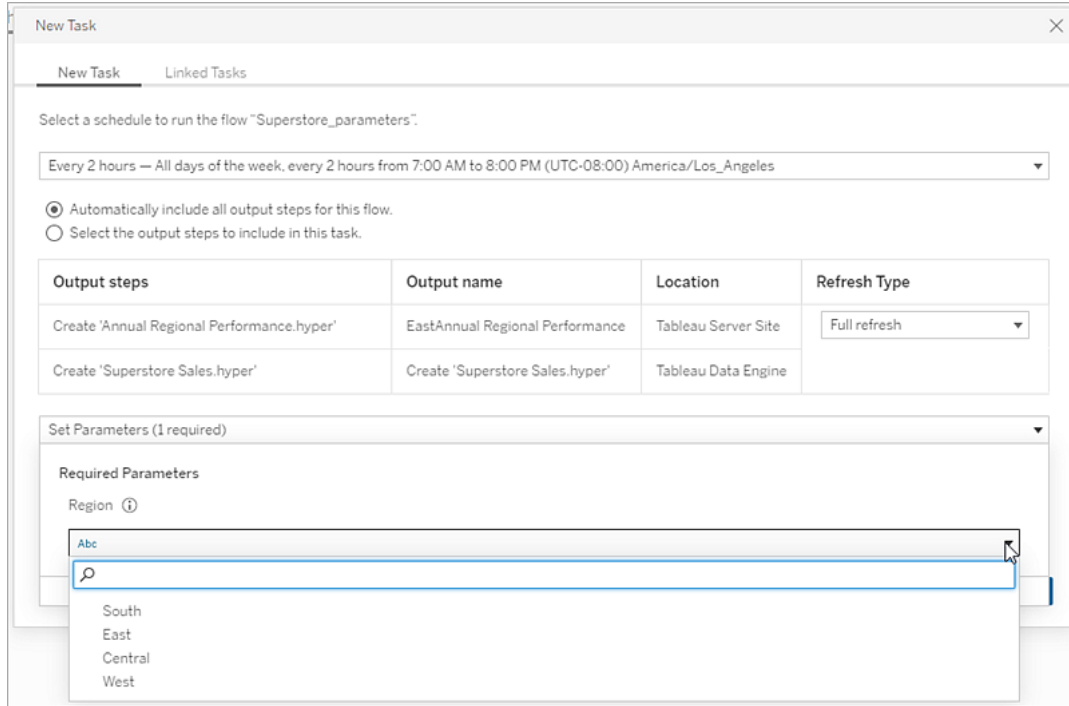 New Task
New Task Linked Tasks
Select a schedule to run the flow "Superstore_parameters".
Every 2 hours — All days of the week, every 2 hours from 7:00 AM to 8:00 PM (UTC-08:00) America/Los_Angeles
Automatically include all output steps for this flow.
Select the output steps to include in this task.
Output steps Output name Location Refresh Type
Create 'Annual Regional Performance.hyper' EastAnnual Regional Performance Tableau Server Site Full refresh
Create 'Superstore Sales.hyper' Create 'Superstore Sales.hyper' Tableau Data Engine
Set Parameters (1 required)
Required Parameters
Region
Abc
South
East
Central
West